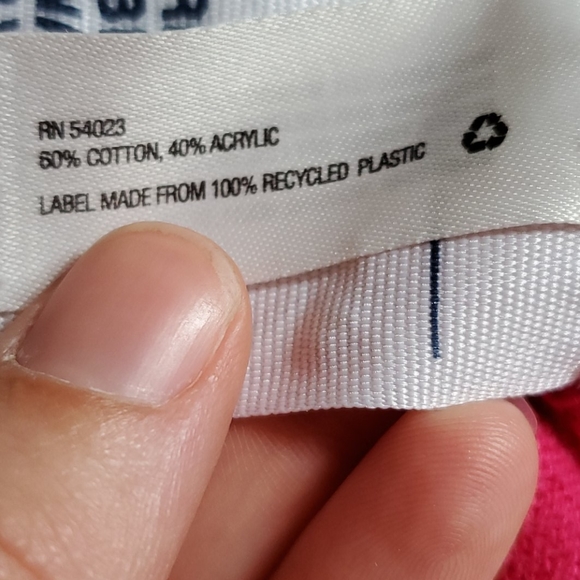 RN 54023
60% COTTON, 40% ACRYLIC
LABEL MADE FROM 100% RECYCLED PLASTIC